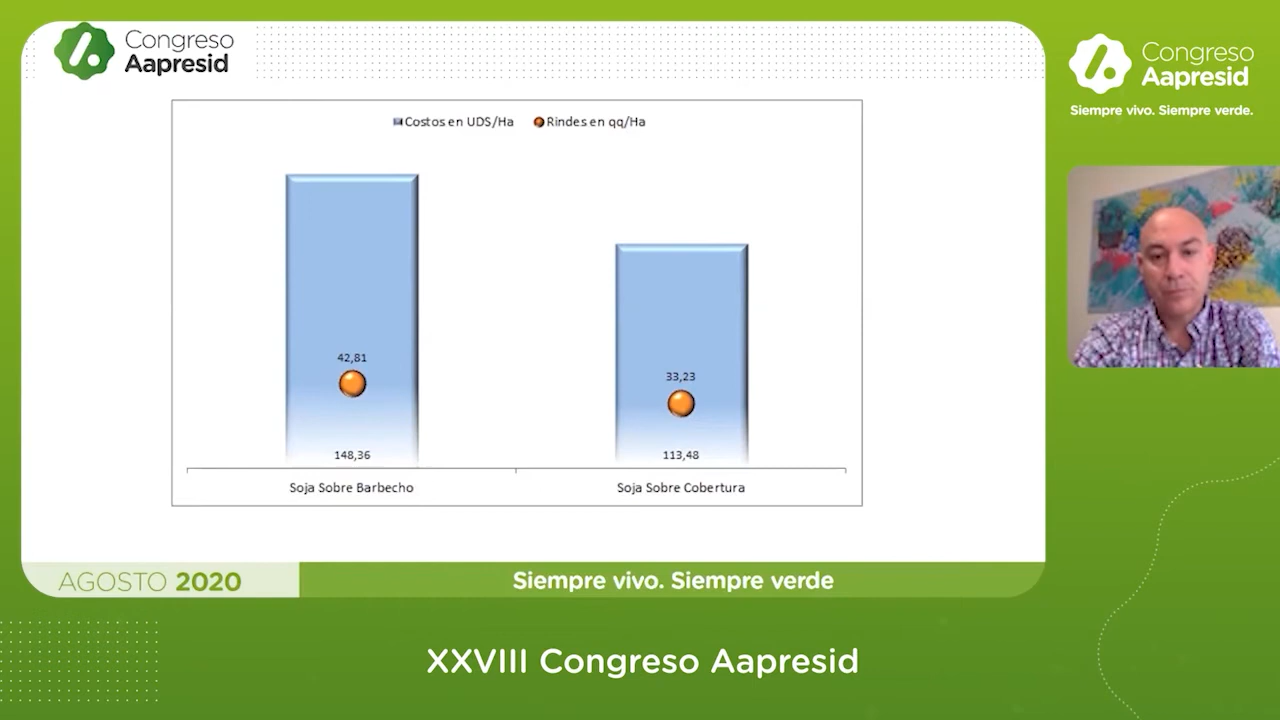 Congreso
Aapresid
Congreso
Aapresid
Siempre vivo. Siempre verde.
Costos en UDS/Ha
Rindes en qq/Ha
42,81
33,23
148,36
113,48
Soja Sobre Barbecho
Soja Sobre Cobertura
AGOSTO 2020
Siempre vivo. Siempre verde
XXVIII Congreso Aapresid